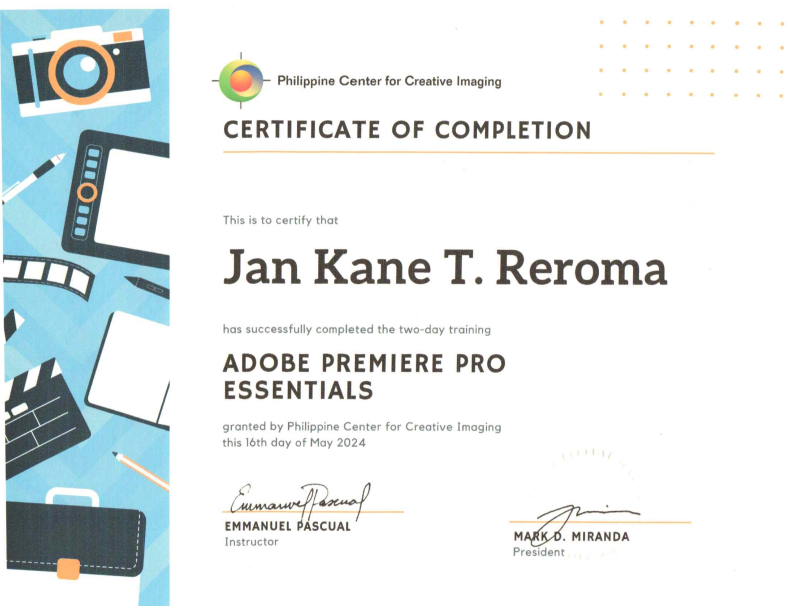 Philippine Center for Creative Imaging
CERTIFICATE OF COMPLETION
This is to certify that
Jan Kane T. Reroma
has successfully completed the two-day training
ADOBE PREMIERE PRO
ESSENTIALS
granted by Philippine Center for Creative Imaging
this 16th day of May 2024
Emmanuel Pascual
EMMANUEL PASCUAL
Instructor
MARK D. MIRANDA
President